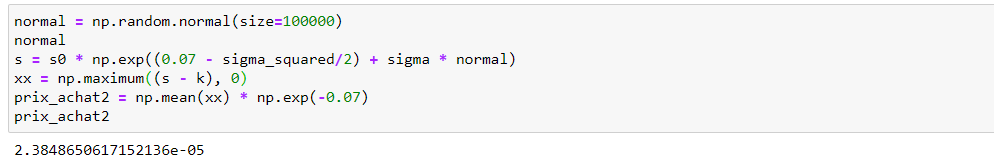 normal = np.random.normal(size=100000)
normal
s = s0 * np.exp((0.07 - sigma_squared/2) + sigma * normal)
xx = np.maximum((s - k), 0)
prix_achat2 = np.mean(xx) * np.exp(-0.07)
prix_achat2
2.3848650617152136e-05